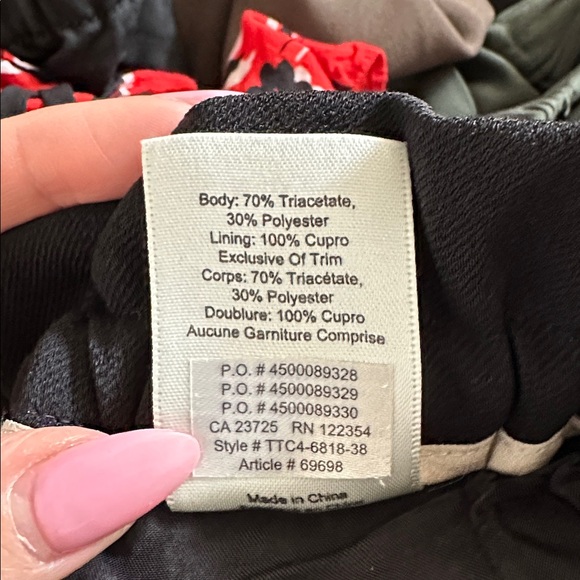 Body: 70% Triacetate,
30% Polyester
Lining: 100% Cupro
Exclusive Of Trim
Corps: 70% Triacétate,
30% Polyester
Doublure: 100% Cupro
Aucune Garniture Comprise
P.O. # 4500089328
P.O. # 4500089329
P.O. # 4500089330
CA 23725 RN 122354
Style # TTC4-6818-38
Article # 69698
Made in China